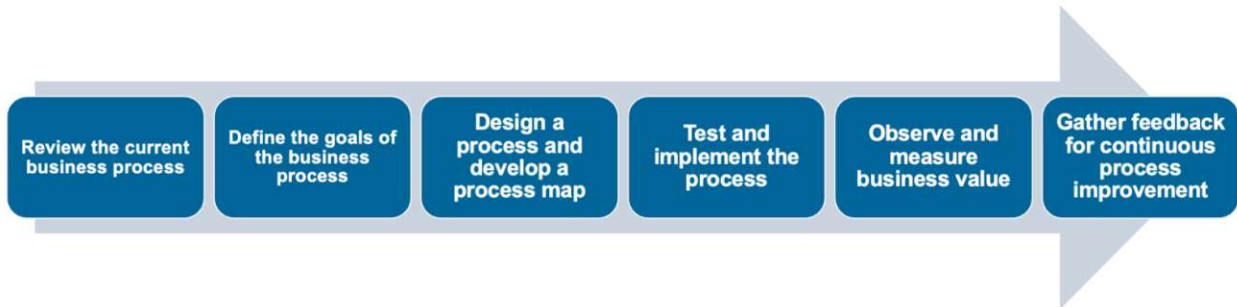 Review the current
business process
Define the goals of
the business
process
Design a
process and
develop a
process map
Test and
implement the
process
Observe and
measure
business value
Gather feedback
for continuous
process
improvement